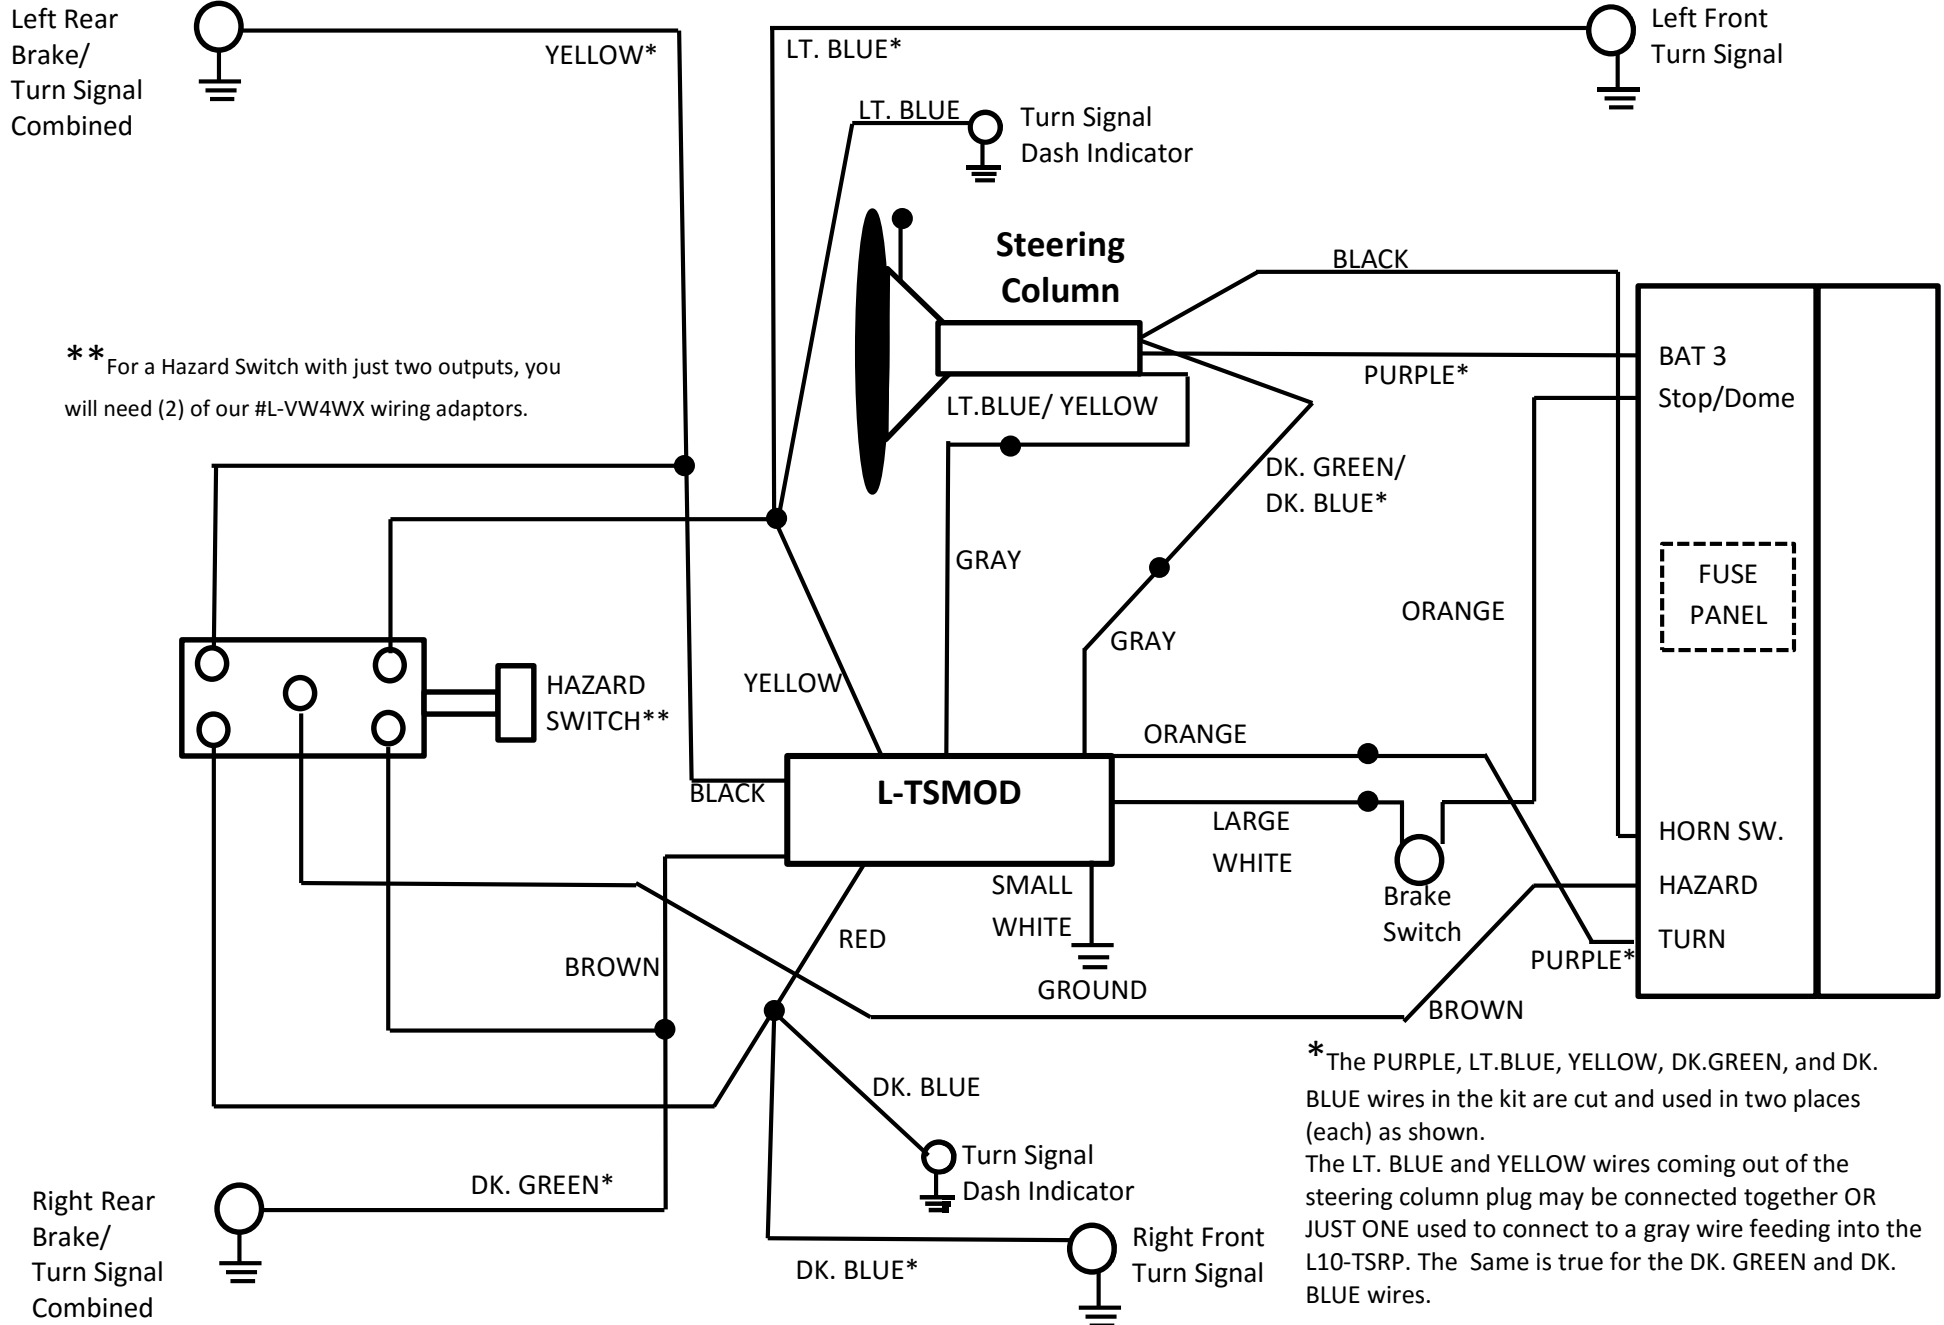 Left Rear
Brake/
Turn Signal
Combined
YELLOW*
LT. BLUE*
Left Front
Turn Signal
LT. BLUE
Turn Signal
Dash Indicator
Steering
Column
BLACK
**For a Hazard Switch with just two outputs, you
will need (2) of our #L-VW4WX wiring adaptors.
BAT 3
PURPLE*
Stop/Dome
LT.BLUE/ YELLOW
DK. GREEN/
DK. BLUE*
GRAY
FUSE
PANEL
ORANGE
GRAY
YELLOW
HAZARD
SWITCH**
ORANGE
BLACK
L-TSMOD
LARGE
WHITE
HORN SW.
SMALL
WHITE
Brake
Switch
HAZARD
RED
TURN
BROWN
PURPLE*
GROUND
BROWN
*The PURPLE, LT.BLUE, YELLOW, DK.GREEN, and DK.
BLUE wires in the kit are cut and used in two places
(each) as shown.
The LT. BLUE and YELLOW wires coming out of the
steering column plug may be connected together OR
JUST ONE used to connect to a gray wire feeding into the
L10-TSRP. The  Same is true for the DK. GREEN and DK.
BLUE wires.
DK. BLUE
Turn Signal
Dash Indicator
DK. GREEN*
Right Rear
Brake/
Turn Signal
Combined
DK. BLUE*
Right Front
Turn Signal